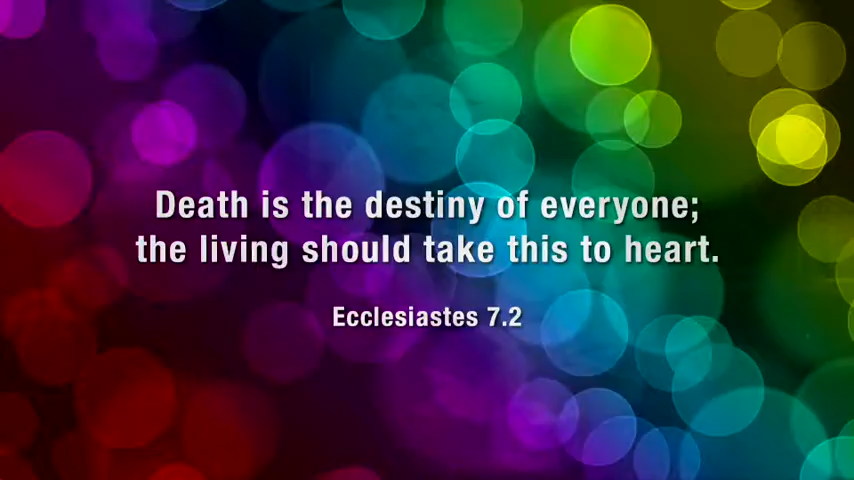 Death is the destiny of everyone;
the living should take this to heart.
Ecclesiastes 7.2